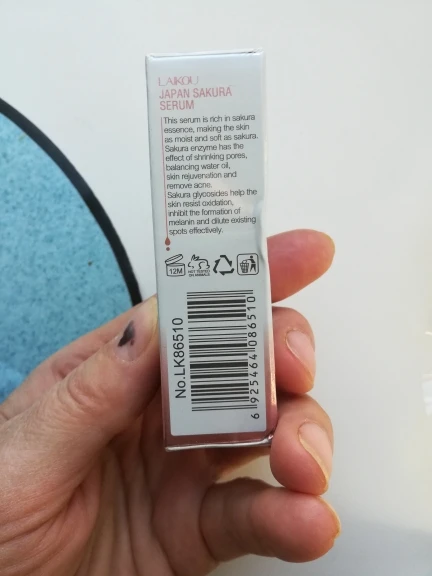 LAIKOU
JAPAN SAKURA
SERUM
This serum is rich in sakura
essence, making the skin
as moist and soft as sakura.
Sakura enzyme has the
effect of shrinking pores,
balancing water oil,
skin rejuvenation and
remove acne.
Sakura glycosides help the
skin resist oxidation,
inhibit the formation of
melanin and dilute existing
spots effectively.
12M
NOT TESTED
ON ANIMALS
No.LK86510
6 925464 086510